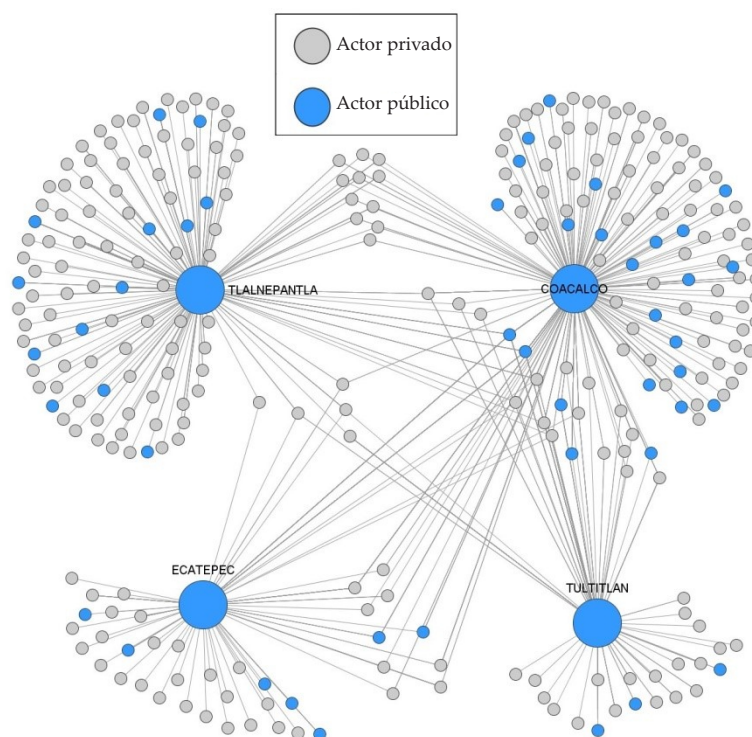 Actor privado
Actor público
TLALNEPANTLA
COACALCO
ECATEPEC
TULTITLAN